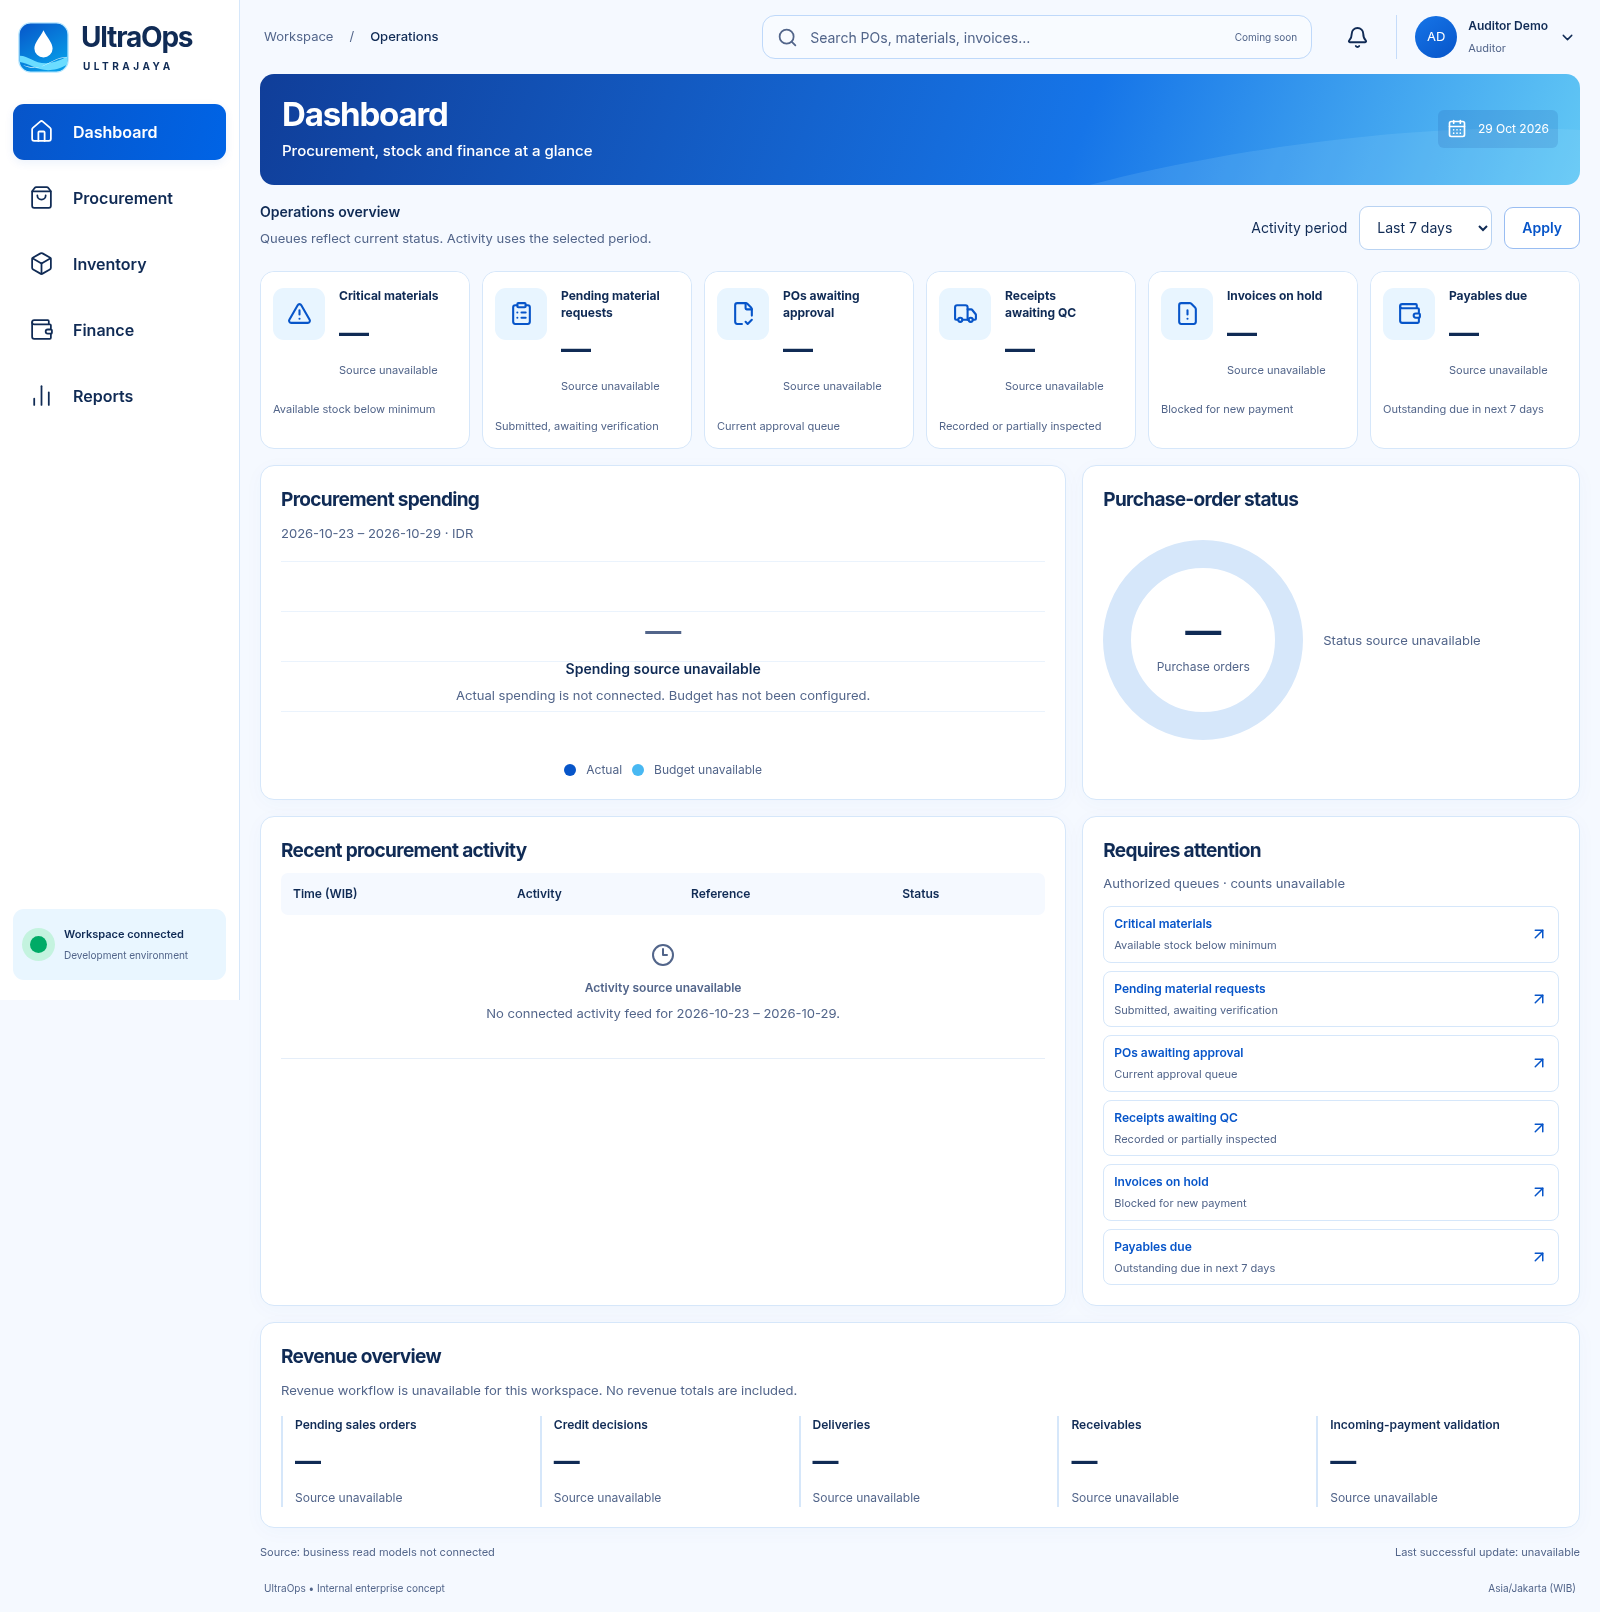 UltraOps
ULTRAJAYA
Dashboard
Procurement
Inventory
Finance
Reports
Workspace connected
Development environment
Workspace / Operations
Search POs, materials, invoices...
Coming soon
AD
Auditor Demo
Auditor
Dashboard
Procurement, stock and finance at a glance
29 Oct 2026
Operations overview
Queues reflect current status. Activity uses the selected period.
Activity period
Last 7 days
Apply
Critical materials
—
Source unavailable
Available stock below minimum
Pending material
requests
—
Source unavailable
Submitted, awaiting verification
POs awaiting
approval
—
Source unavailable
Current approval queue
Receipts
awaiting QC
—
Source unavailable
Recorded or partially inspected
Invoices on hold
—
Source unavailable
Blocked for new payment
Payables due
—
Source unavailable
Outstanding due in next 7 days
Procurement spending
2026-10-23 – 2026-10-29 · IDR
—
Spending source unavailable
Actual spending is not connected. Budget has not been configured.
Actual
Budget unavailable
Purchase-order status
—
Purchase orders
Status source unavailable
Recent procurement activity
Time (WIB) Activity Reference Status
Activity source unavailable
No connected activity feed for 2026-10-23 – 2026-10-29.
Requires attention
Authorized queues · counts unavailable
Critical materials
Available stock below minimum
Pending material requests
Submitted, awaiting verification
POs awaiting approval
Current approval queue
Receipts awaiting QC
Recorded or partially inspected
Invoices on hold
Blocked for new payment
Payables due
Outstanding due in next 7 days
Revenue overview
Revenue workflow is unavailable for this workspace. No revenue totals are included.
Pending sales orders
—
Source unavailable
Credit decisions
—
Source unavailable
Deliveries
—
Source unavailable
Receivables
—
Source unavailable
Incoming-payment validation
—
Source unavailable
Source: business read models not connected
Last successful update: unavailable
UltraOps • Internal enterprise concept
Asia/Jakarta (WIB)